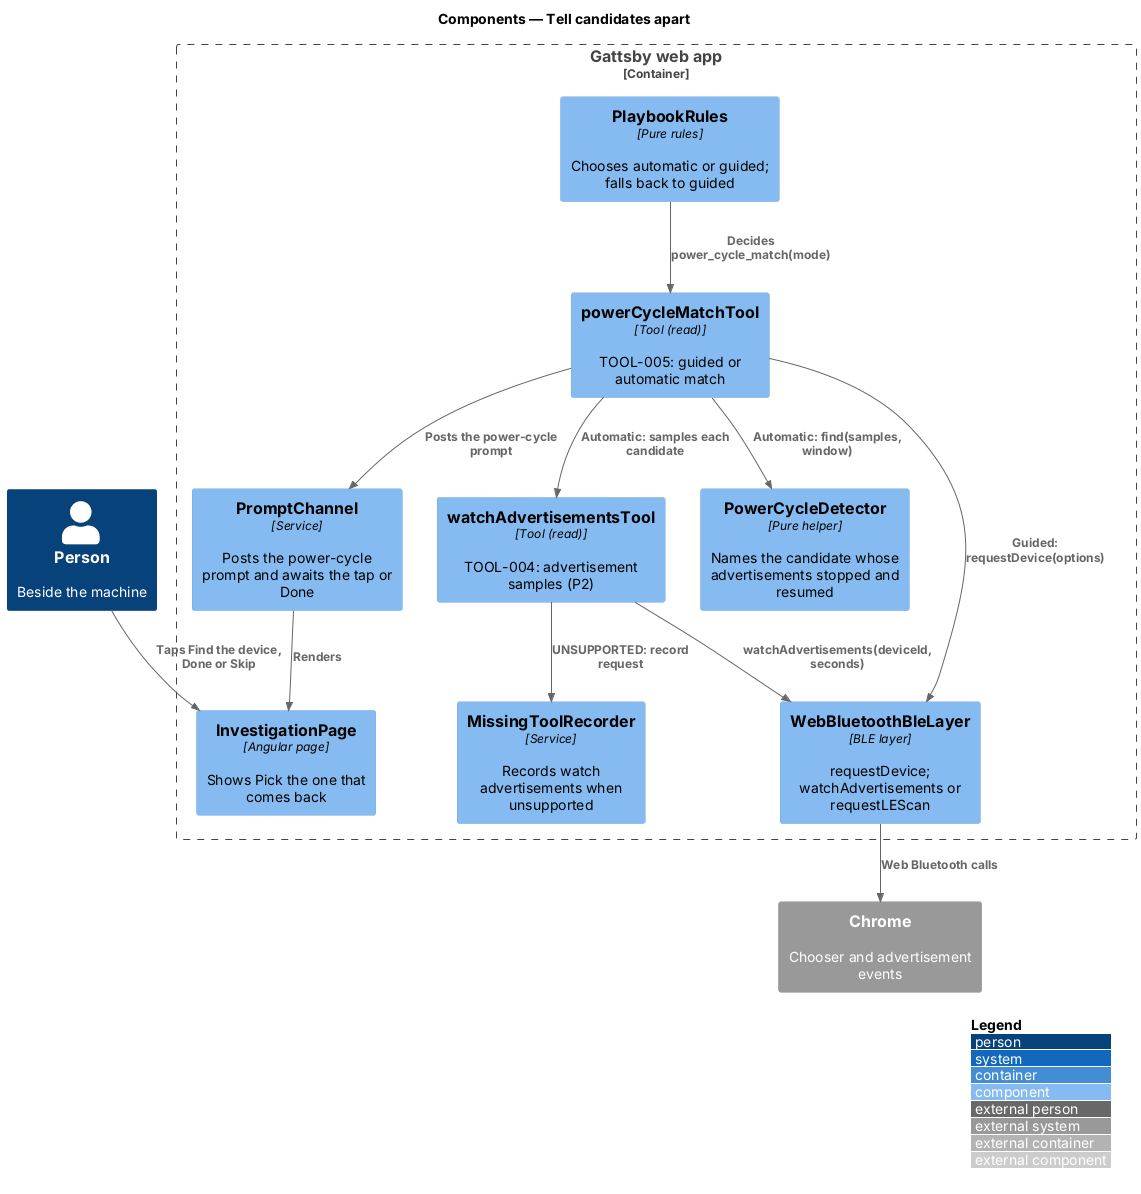 Components — Tell candidates apart
Gattsby web app
[Container]
PlaybookRules
[Pure rules]
Chooses automatic or guided;
falls back to guided
Decides
power_cycle_match(mode)
powerCycleMatchTool
[Tool (read)]
TOOL-005: guided or
automatic match
Posts the power-cycle
prompt
Automatic: samples each
candidate
Automatic: find(samples,
window)
Guided:
requestDevice(options)
Person
Beside the machine
PromptChannel
[Service]
Posts the power-cycle
prompt and awaits the tap or
Done
watchAdvertisementsTool
[Tool (read)]
TOOL-004: advertisement
samples (P2)
PowerCycleDetector
[Pure helper]
Names the candidate whose
advertisements stopped and
resumed
Taps Find the device,
Done or Skip
Renders
UNSUPPORTED: record
request
watchAdvertisements(deviceId,
seconds)
InvestigationPage
[Angular page]
Shows Pick the one that
comes back
MissingToolRecorder
[Service]
Records watch
advertisements when
unsupported
WebBluetoothBleLayer
[BLE layer]
requestDevice;
watchAdvertisements or
requestLEScan
Web Bluetooth calls
Chrome
Chooser and advertisement
events
Legend
person
system
container
component
external person
external system
external container
external component